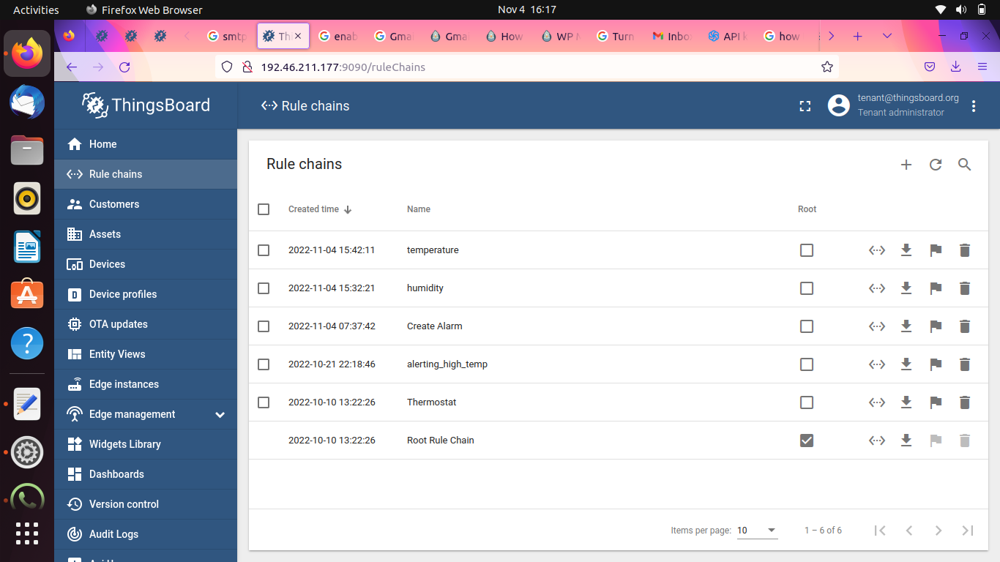 Activities Firefox Web Browser Nov 4 16:17
smtp Thi enab Gmai Gmai How WP M Turn Inbo API k how
192.46.211.177:9090/ruleChains
ThingsBoard
Rule chains
tenant@thingsboard.org
Tenant administrator
Home
Rule chains
Customers
Assets
Devices
Device profiles
OTA updates
Entity Views
Edge instances
Edge management
Widgets Library
Dashboards
Version control
Audit Logs
Rule chains
Created time Name Root
2022-11-04 15:42:11 temperature
2022-11-04 15:32:21 humidity
2022-11-04 07:37:42 Create Alarm
2022-10-21 22:18:46 alerting_high_temp
2022-10-10 13:22:26 Thermostat
2022-10-10 13:22:26 Root Rule Chain
Items per page: 10 1 – 6 of 6